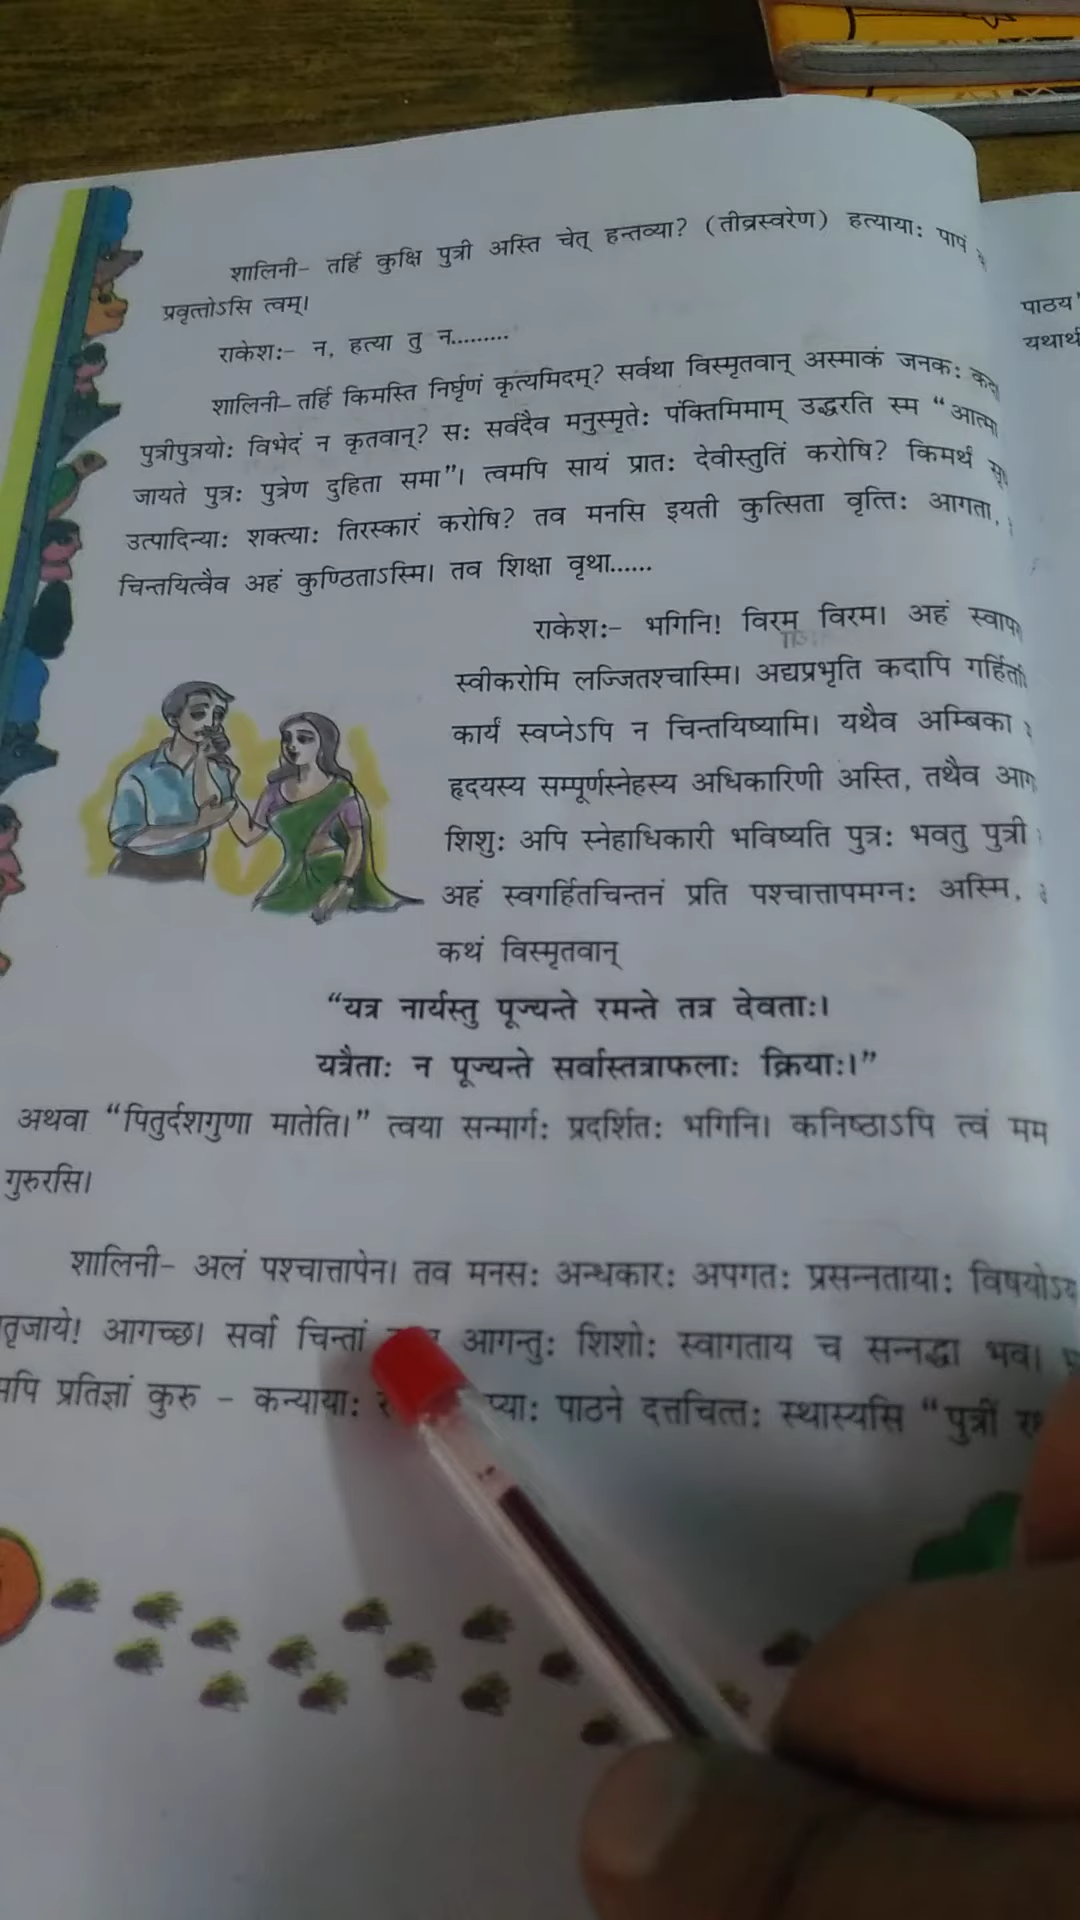 शालिनी- तर्हि कुक्षि पुत्री अस्ति चेत् हन्तव्या? (तीव्रस्वरेण) हत्यायाः पापं
प्रवृत्तोऽसि त्वम्।
राकेशः- न, हत्या तु न.........
शालिनी- तर्हि किमस्ति निर्घृणं कृत्यमिदम्? सर्वथा विस्मृतवान् अस्माकं जनकः
पुत्रीपुत्रयोः विभेदं न कृतवान्? सः सर्वदैव मनुस्मृतेः पंक्तिमिमाम् उद्धरति स्म “आत्मा
जायते पुत्रः पुत्रेण दुहिता समा”। त्वमपि सायं प्रातः देवीस्तुतिं करोषि? किमर्थं
उत्पादिन्याः शक्त्याः तिरस्कारं करोषि? तव मनसि इयती कुत्सिता वृत्तिः आगता,
चिन्तयित्वैव अहं कुण्ठिताऽस्मि। तव शिक्षा वृथा......
राकेशः- भगिनि! विरम विरम। अहं
स्वीकरोमि लज्जितश्चास्मि। अद्यप्रभृति कदापि
कार्यं स्वप्नेऽपि न चिन्तयिष्यामि। यथैव अम्बिका
हृदयस्य सम्पूर्णस्नेहस्य अधिकारिणी अस्ति, तथैव
शिशुः अपि स्नेहाधिकारी भविष्यति पुत्रः भवतु पुत्री
अहं स्वगर्हितचिन्तनं प्रति पश्चात्तापमग्नः अस्मि,
कथं विस्मृतवान्
“यत्र नार्यस्तु पूज्यन्ते रमन्ते तत्र देवताः।
यत्रैताः न पूज्यन्ते सर्वास्तत्राफलाः क्रियाः।”
अथवा “पितुर्दशगुणा मातेति।” त्वया सन्मार्गः प्रदर्शितः भगिनि। कनिष्ठाऽपि त्वं मम
गुरुरसि।
शालिनी- अलं पश्चात्तापेन। तव मनसः अन्धकारः अपगतः प्रसन्नतायाः
आगच्छ। सर्वां चिन्तां आगन्तुः शिशोः स्वागताय च सन्नद्धा भव।
प्रतिज्ञां कुरु - कन्यायाः पाठने दत्तचित्तः स्थास्यसि “पुत्रीं
पाठय